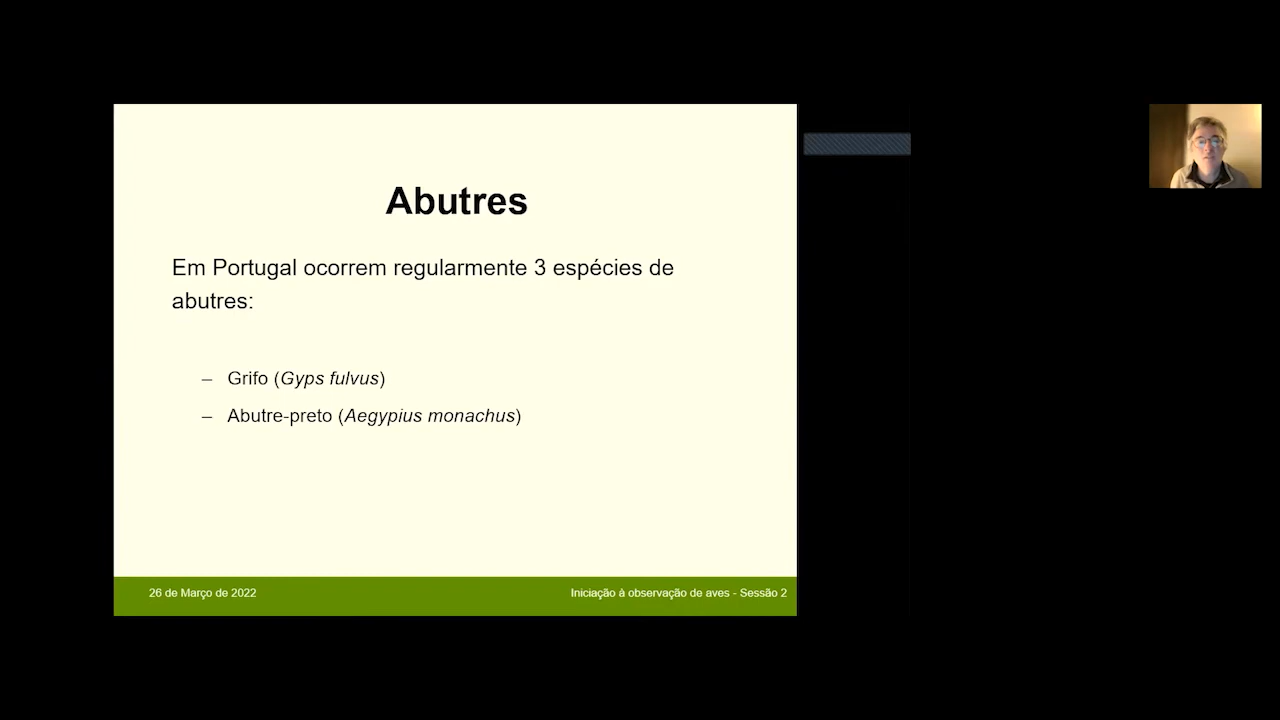 Abutres
Em Portugal ocorrem regularmente 3 espécies de
abutres:
– Grifo (Gyps fulvus)
– Abutre-preto (Aegypius monachus)
26 de Março de 2022
Iniciação à observação de aves - Sessão 2